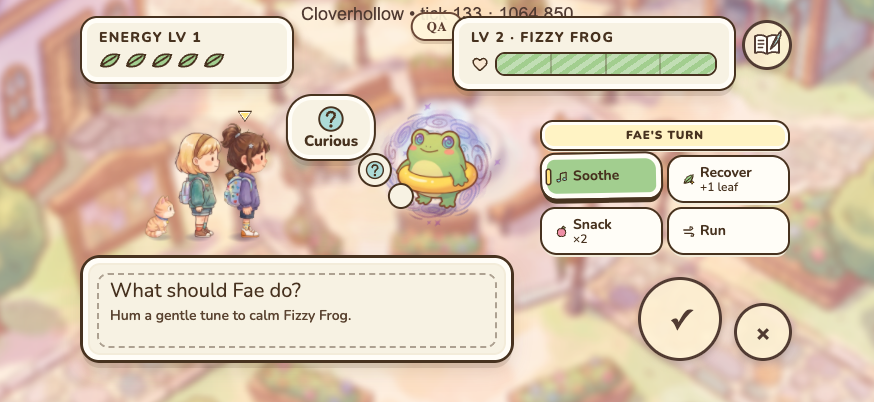 Cloverhollow • tick 133 · 1064,850
QA
ENERGY LV 1
LV 2 · FIZZY FROG
Curious
FAE'S TURN
Soothe
Recover
+1 leaf
Snack
×2
Run
What should Fae do?
Hum a gentle tune to calm Fizzy Frog.